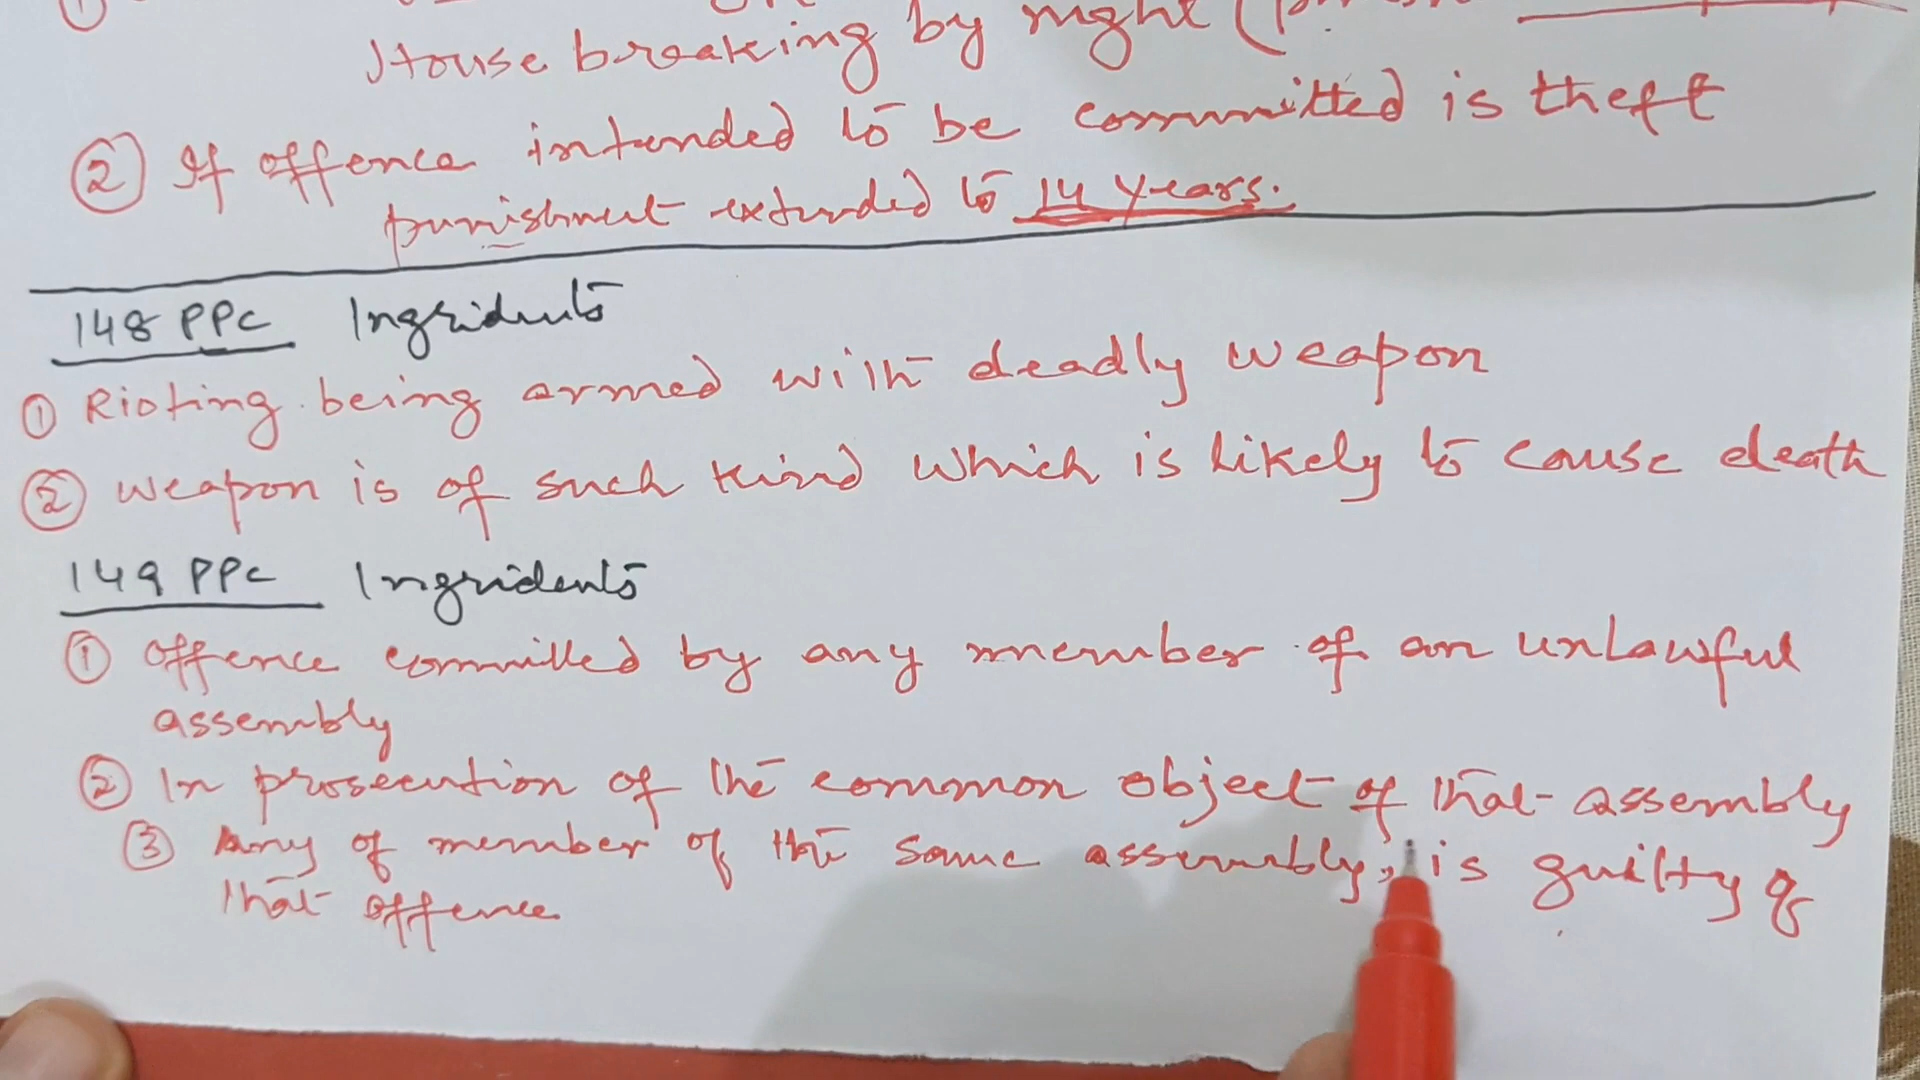 ①
House breaking by night (
② If offence intended to be committed is theft
punishment extended to 14 years.
148 PPC Ingridents
① Rioting being armed with deadly weapon
② weapon is of such kind which is likely to cause death
149 PPC Ingridents
① offence committed by any member of an unlawful
assembly
② In prosecution of the common object of that assembly
③ Any of member of the same assembly, is guilty of
that offence